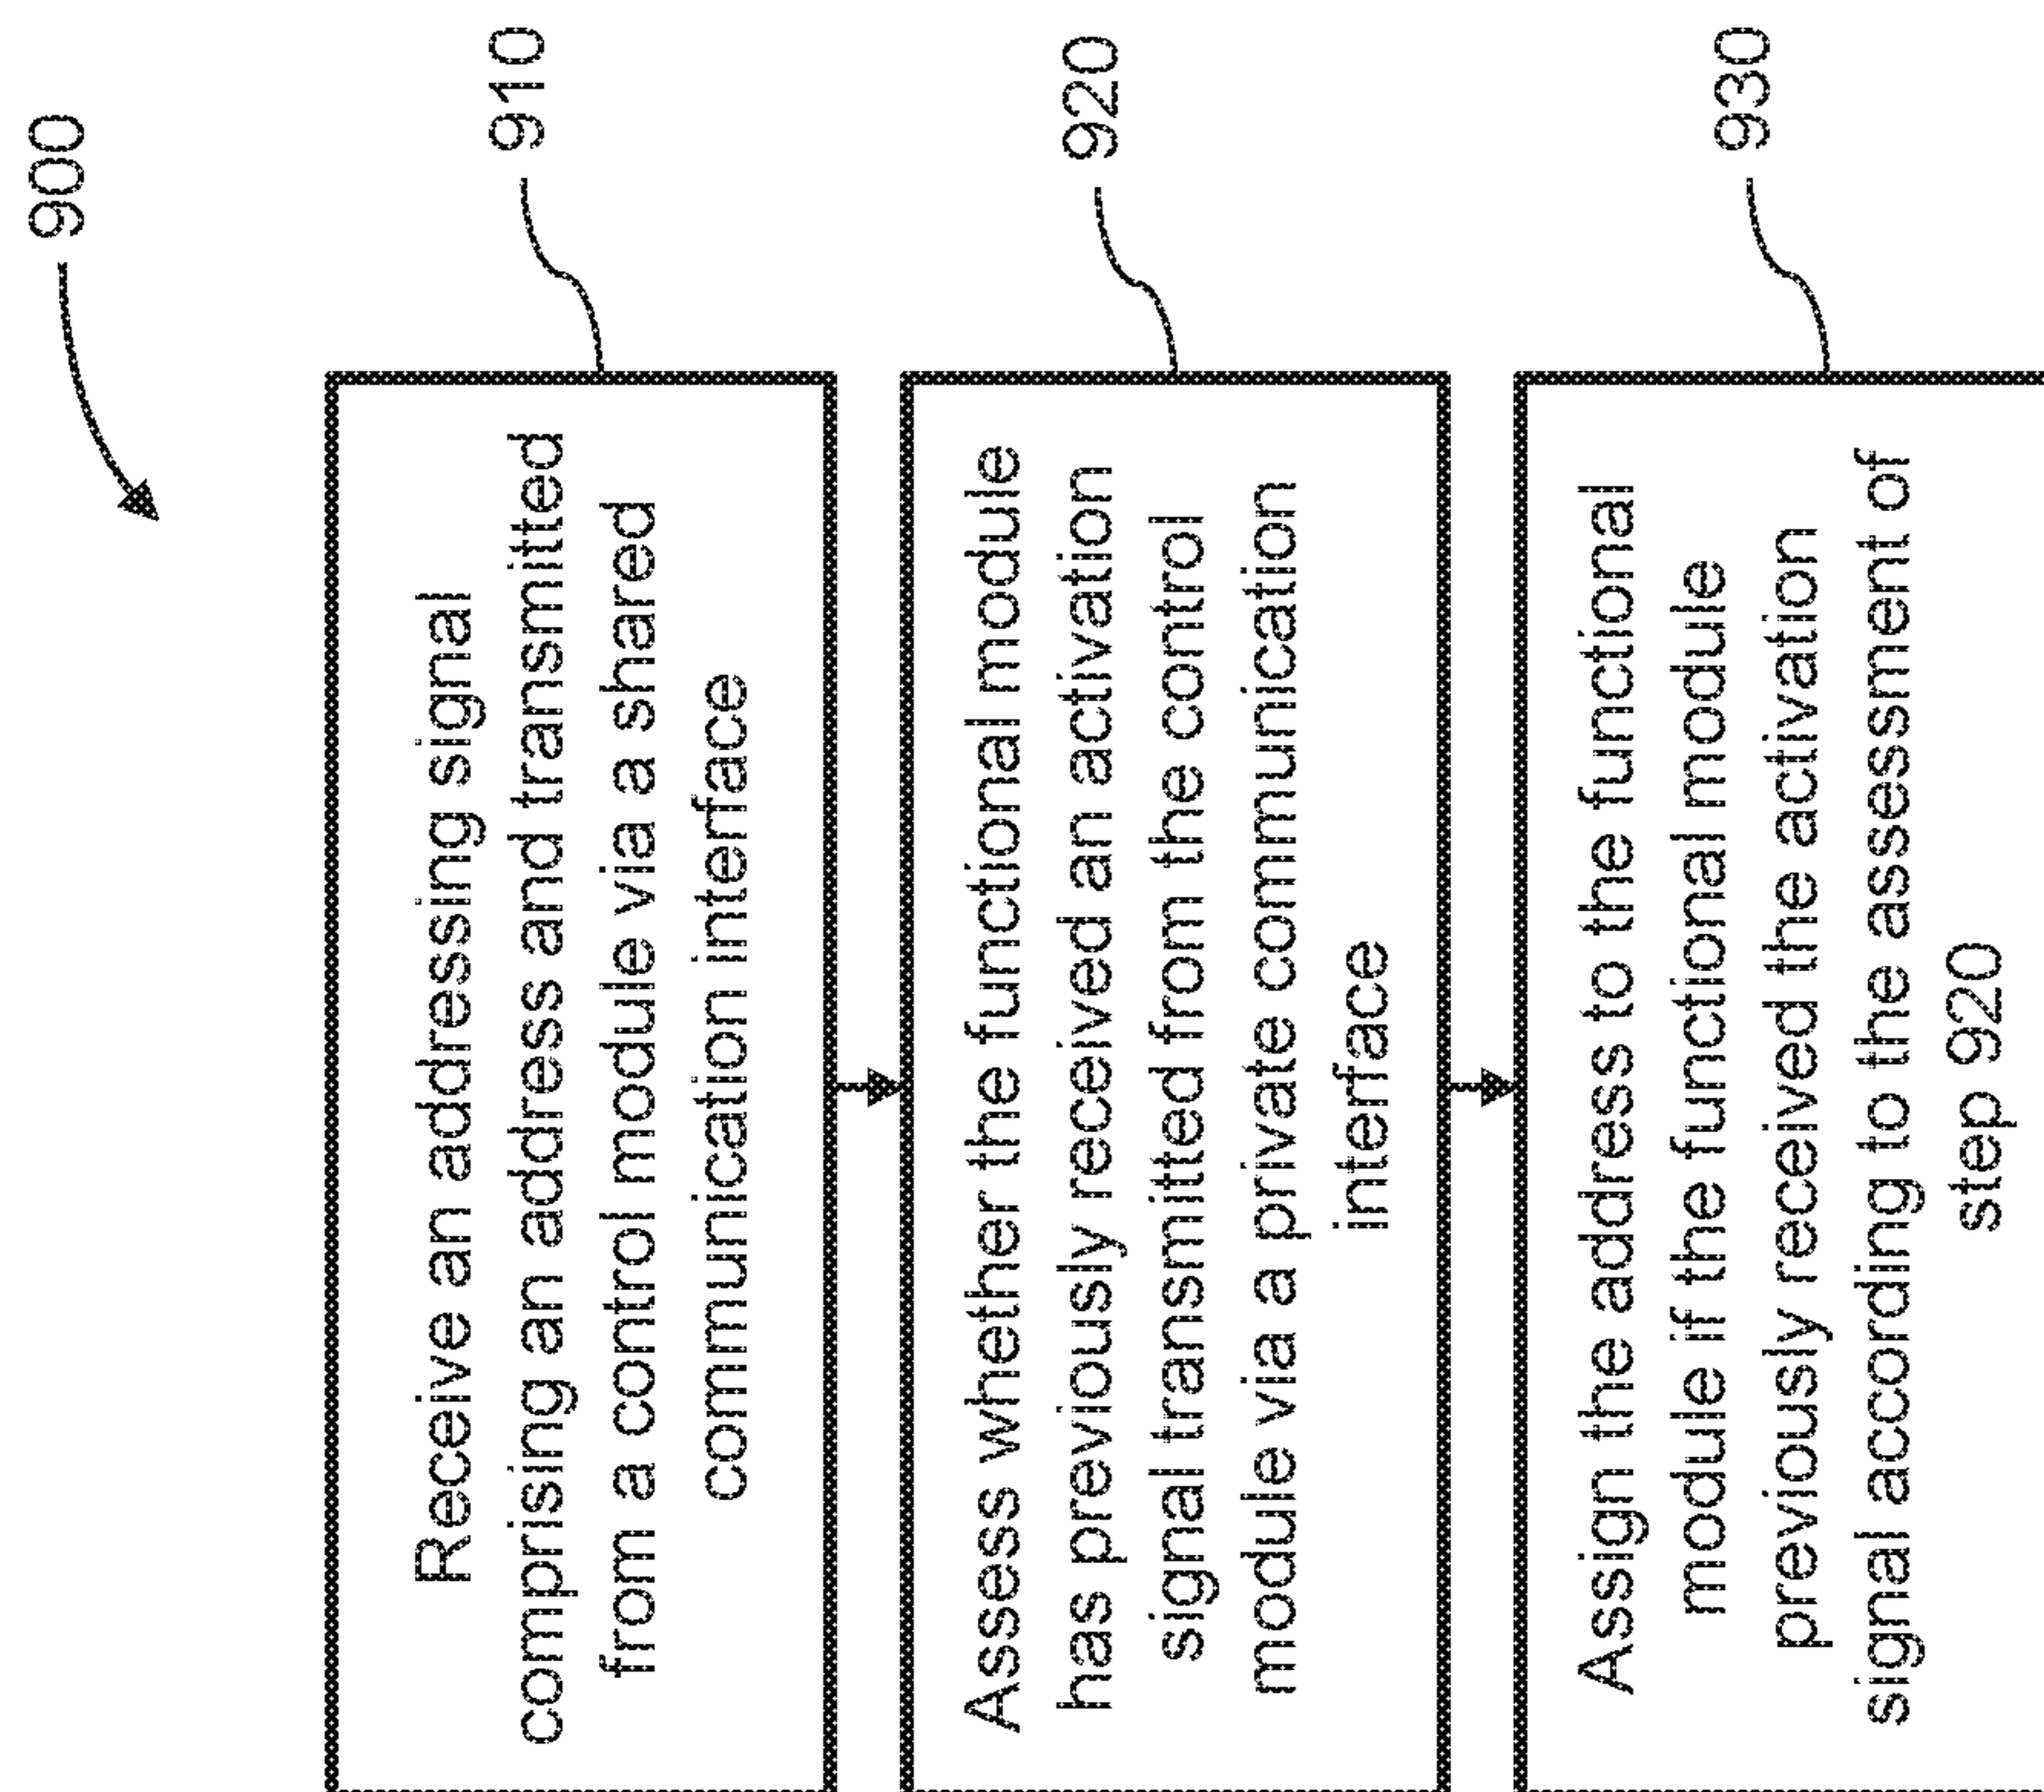 900
910
Receive an addressing signal
comprising an address and transmitted
from a control module via a shared
communication interface
920
Assess whether the functional module
has previously received an activation
signal transmitted from the control
module via a private communication
interface
930
Assign the address to the functional
module if the functional module
previously received the activation
signal according to the assessment of
step 920